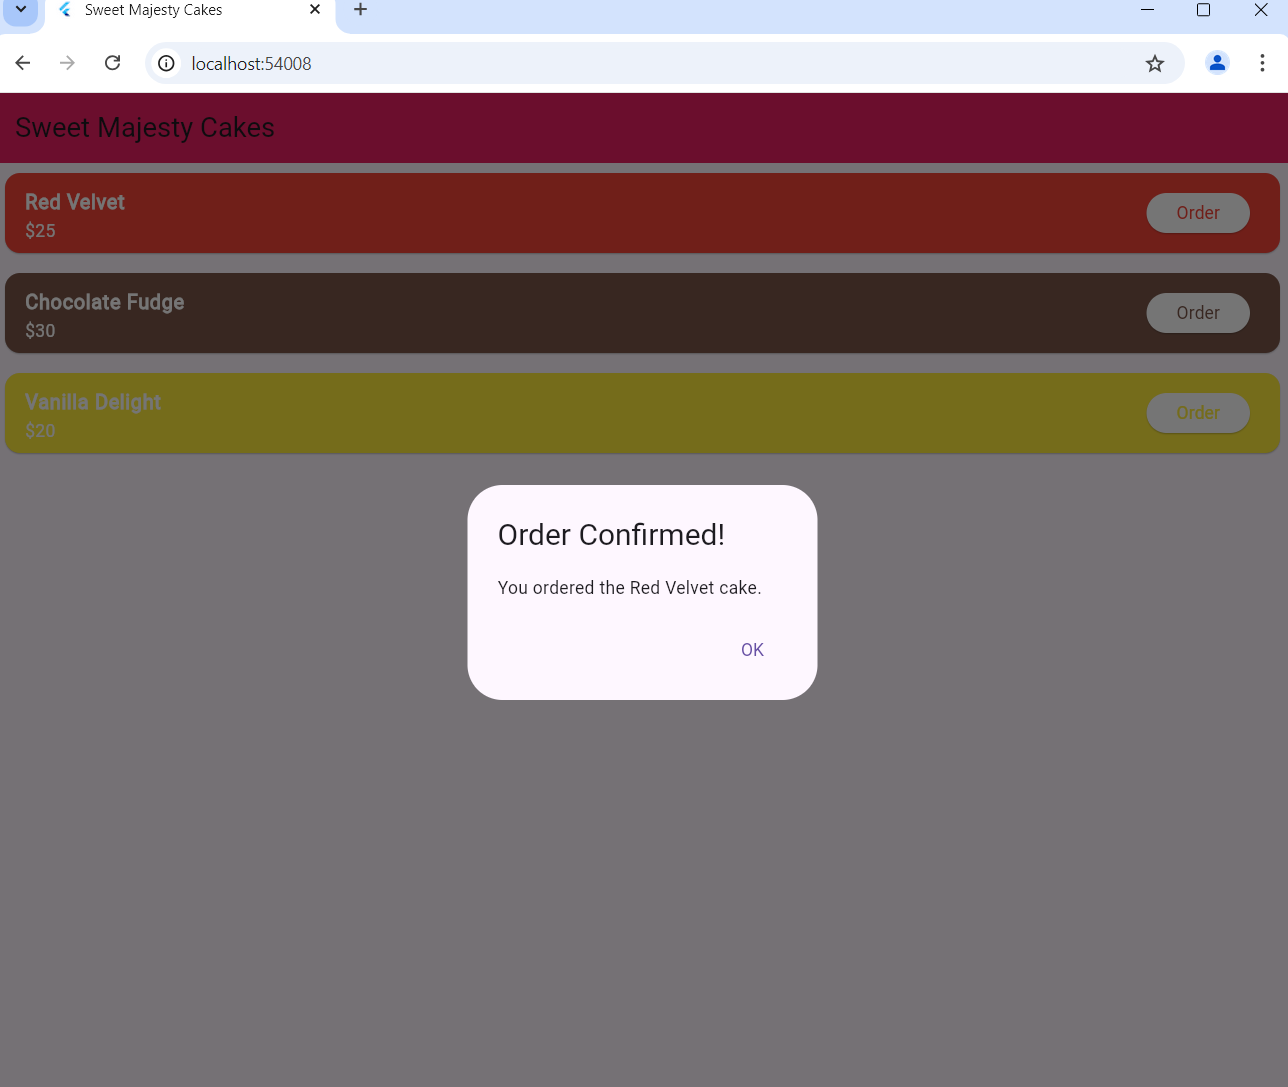 Sweet Majesty Cakes
localhost:54008
Sweet Majesty Cakes
Red Velvet
$25
Order
Chocolate Fudge
$30
Order
Vanilla Delight
$20
Order
Order Confirmed!
You ordered the Red Velvet cake.
OK